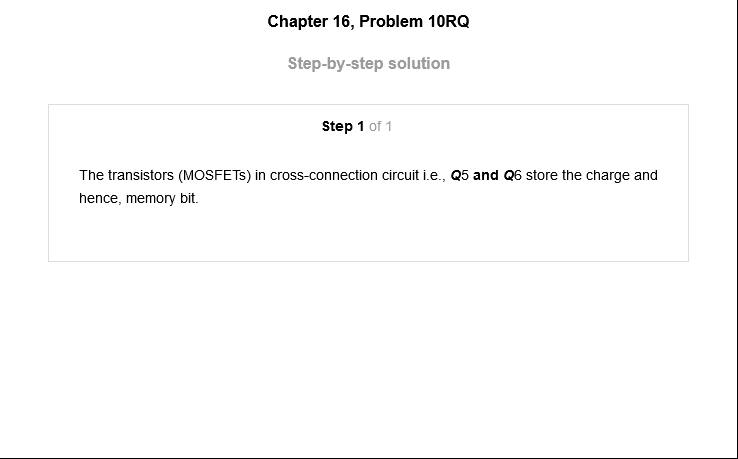 Chapter 16, Problem 10RQ
Step-by-step solution
Step 1 of 1
The transistors (MOSFETs) in cross-connection circuit i.e., Q5 and Q6 store the charge and
hence, memory bit.